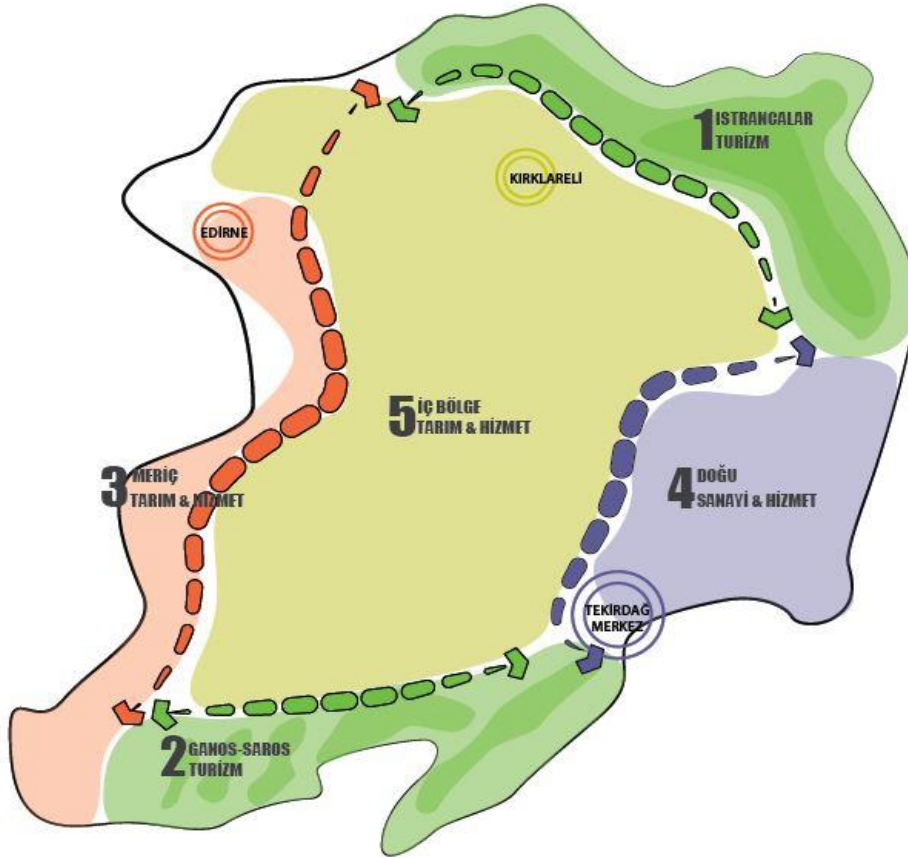 1 ISTRANCALAR
TURİZM
KIRKLARELİ
EDİRNE
5 İÇ BÖLGE
TARIM & HİZMET
3 MERİÇ
TARIM & HİZMET
4 DOĞU
SANAYİ & HİZMET
TEKİRDAĞ
MERKEZ
2 GANOS-SAROS
TURİZM